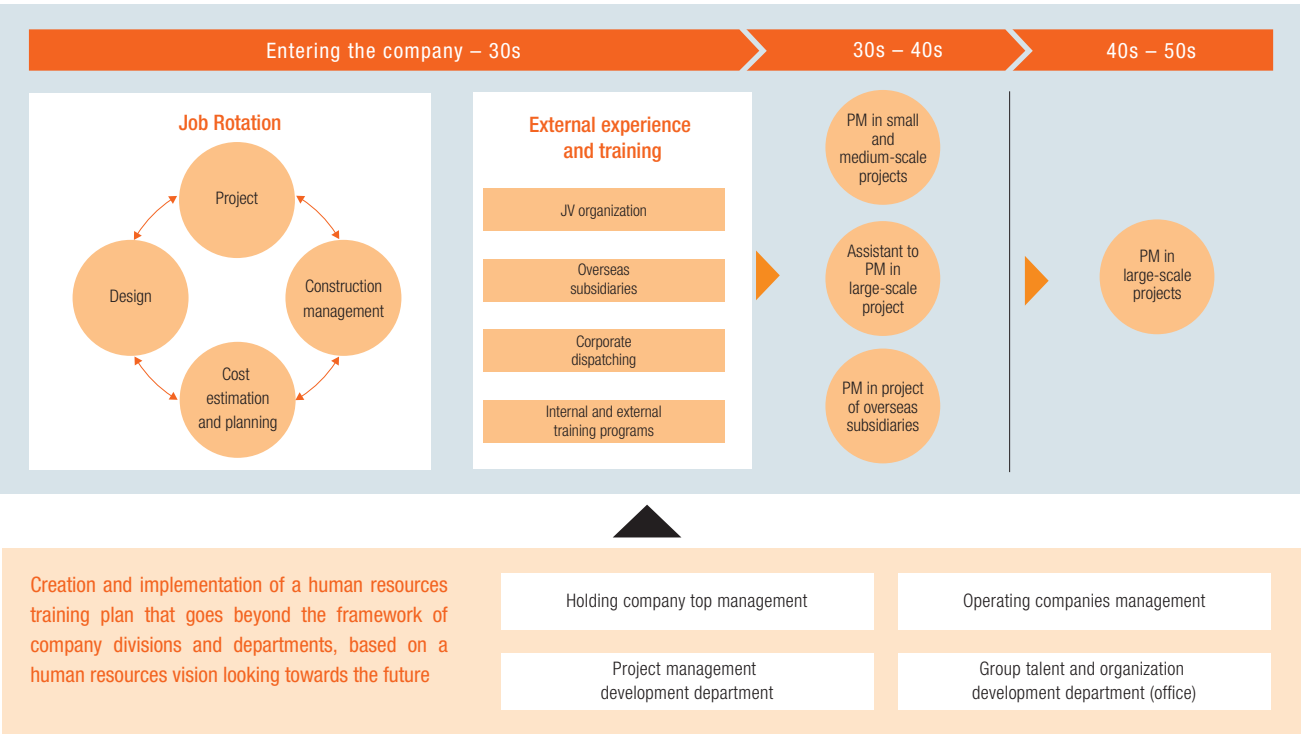 Entering the company – 30s
30s – 40s
40s – 50s
Job Rotation
Project
Design
Construction
management
Cost
estimation
and planning
External experience
and training
JV organization
Overseas
subsidiaries
Corporate
dispatching
Internal and external
training programs
PM in small
and
medium-scale
projects
Assistant to
PM in
large-scale
project
PM in project
of overseas
subsidiaries
PM in
large-scale
projects
Creation and implementation of a human resources
training plan that goes beyond the framework of
company divisions and departments, based on a
human resources vision looking towards the future
Holding company top management
Operating companies management
Project management
development department
Group talent and organization
development department (office)